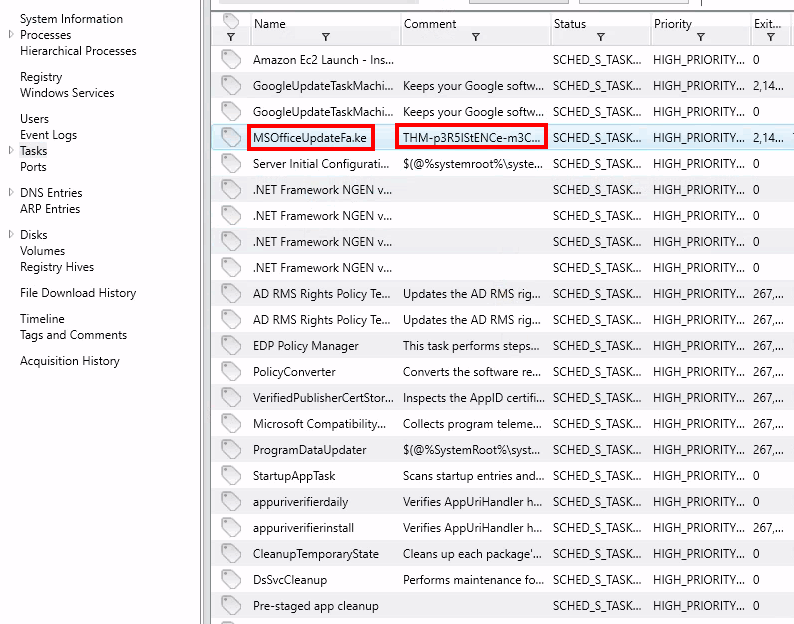 System Information
Processes
Hierarchical Processes
Registry
Windows Services
Users
Event Logs
Tasks
Ports
DNS Entries
ARP Entries
Disks
Volumes
Registry Hives
File Download History
Timeline
Tags and Comments
Acquisition History
Name Comment Status Priority Exit...
Amazon Ec2 Launch - Ins... SCHED_S_TASK... HIGH_PRIORITY... 0
GoogleUpdateTaskMachi... Keeps your Google softw... SCHED_S_TASK... HIGH_PRIORITY... 2,14...
GoogleUpdateTaskMachi... Keeps your Google softw... SCHED_S_TASK... HIGH_PRIORITY... 0
MSOfficeUpdateFa.ke THM-p3R5IStENCe-m3C... SCHED_S_TASK... HIGH_PRIORITY... 2,14...
Server Initial Configurati... $(@%systemroot%\system... SCHED_S_TASK... HIGH_PRIORITY... 0
.NET Framework NGEN v... SCHED_S_TASK... HIGH_PRIORITY... 0
.NET Framework NGEN v... SCHED_S_TASK... HIGH_PRIORITY... 0
.NET Framework NGEN v... SCHED_S_TASK... HIGH_PRIORITY... 0
.NET Framework NGEN v... SCHED_S_TASK... HIGH_PRIORITY... 0
AD RMS Rights Policy Te... Updates the AD RMS rig... SCHED_S_TASK... HIGH_PRIORITY... 267,...
AD RMS Rights Policy Te... Updates the AD RMS rig... SCHED_S_TASK... HIGH_PRIORITY... 267,...
EDP Policy Manager This task performs steps... SCHED_S_TASK... HIGH_PRIORITY... 267,...
PolicyConverter Converts the software re... SCHED_S_TASK... HIGH_PRIORITY... 267,...
VerifiedPublisherCertStor... Inspects the AppID certifi... SCHED_S_TASK... HIGH_PRIORITY... 267,...
Microsoft Compatibility... Collects program teleme... SCHED_S_TASK... HIGH_PRIORITY... 267,...
ProgramDataUpdater $(@%SystemRoot%\syst... SCHED_S_TASK... HIGH_PRIORITY... 267,...
StartupAppTask Scans startup entries and... SCHED_S_TASK... HIGH_PRIORITY... 0
appuriverifierdaily Verifies AppUriHandler h... SCHED_S_TASK... HIGH_PRIORITY... 0
appuriverifierinstall Verifies AppUriHandler h... SCHED_S_TASK... HIGH_PRIORITY... 267,...
CleanupTemporaryState Cleans up each package'... SCHED_S_TASK... HIGH_PRIORITY... 0
DsSvcCleanup Performs maintenance fo... SCHED_S_TASK... HIGH_PRIORITY... 0
Pre-staged app cleanup SCHED_S_TASK... HIGH_PRIORITY... 0